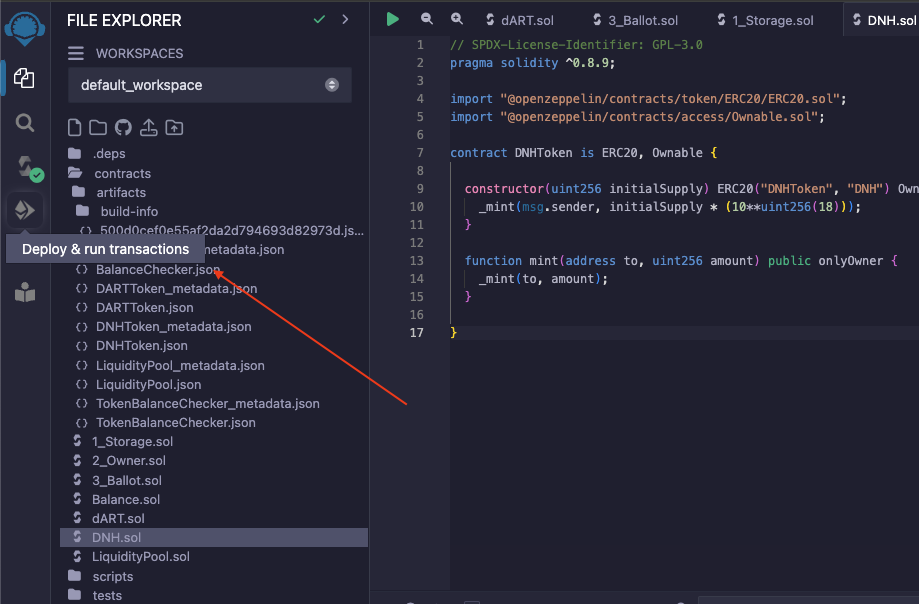 FILE EXPLORER
WORKSPACES
default_workspace
.deps
contracts
artifacts
build-info
500d0cef0e55af2da2d794693d82973d.js...
Deploy & run transactions
etadata.json
BalanceChecker.json
DARTToken_metadata.json
DARTToken.json
DNHToken_metadata.json
DNHToken.json
LiquidityPool_metadata.json
LiquidityPool.json
TokenBalanceChecker_metadata.json
TokenBalanceChecker.json
1_Storage.sol
2_Owner.sol
3_Ballot.sol
Balance.sol
dART.sol
DNH.sol
LiquidityPool.sol
scripts
tests
dART.sol
3_Ballot.sol
1_Storage.sol
DNH.sol
1 // SPDX-License-Identifier: GPL-3.0
2 pragma solidity ^0.8.9;
3
4 import "@openzeppelin/contracts/token/ERC20/ERC20.sol";
5 import "@openzeppelin/contracts/access/Ownable.sol";
6
7 contract DNHToken is ERC20, Ownable {
8
9 constructor(uint256 initialSupply) ERC20("DNHToken", "DNH") Own
10 _mint(msg.sender, initialSupply * (10**uint256(18)));
11 }
12
13 function mint(address to, uint256 amount) public onlyOwner {
14 _mint(to, amount);
15 }
16
17 }